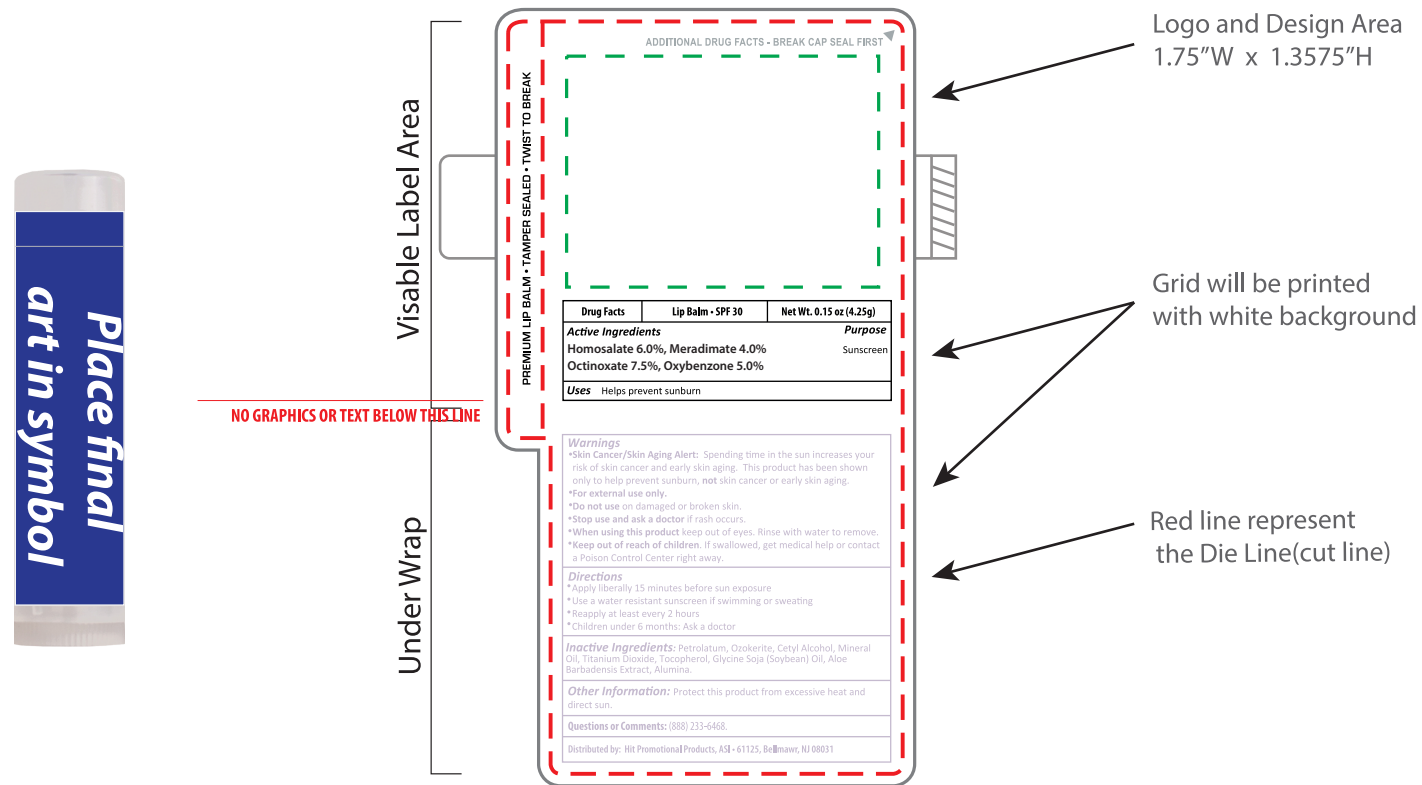 Place final
art in symbol
Visable Label Area
Under Wrap
NO GRAPHICS OR TEXT BELOW THIS LINE
PREMIUM LIP BALM • TAMPER SEALED • TWIST TO BREAK
ADDITIONAL DRUG FACTS - BREAK CAP SEAL FIRST
Drug Facts Lip Balm • SPF 30 Net Wt. 0.15 oz (4.25g)
Active Ingredients Purpose
Homosalate 6.0%, Meradimate 4.0% Sunscreen
Octinoxate 7.5%, Oxybenzone 5.0%
Uses Helps prevent sunburn
Warnings
•Skin Cancer/Skin Aging Alert: Spending time in the sun increases your
risk of skin cancer and early skin aging. This product has been shown
only to help prevent sunburn, not skin cancer or early skin aging.
•For external use only.
•Do not use on damaged or broken skin.
•Stop use and ask a doctor if rash occurs.
•When using this product keep out of eyes. Rinse with water to remove.
•Keep out of reach of children. If swallowed, get medical help or contact
a Poison Control Center right away.
Directions
•Apply liberally 15 minutes before sun exposure
•Use a water resistant sunscreen if swimming or sweating
•Reapply at least every 2 hours
•Children under 6 months: Ask a doctor
Inactive Ingredients: Petrolatum, Ozokerite, Cetyl Alcohol, Mineral
Oil, Titanium Dioxide, Tocopherol, Glycine Soja (Soybean) Oil, Aloe
Barbadensis Extract, Alumina.
Other Information: Protect this product from excessive heat and
direct sun.
Questions or Comments: (888) 233-6468.
Distributed by: Hit Promotional Products, ASI - 61125, Bellmawr, NJ 08031
Logo and Design Area
1.75”W x 1.3575”H
Grid will be printed
with white background
Red line represent
the Die Line(cut line)